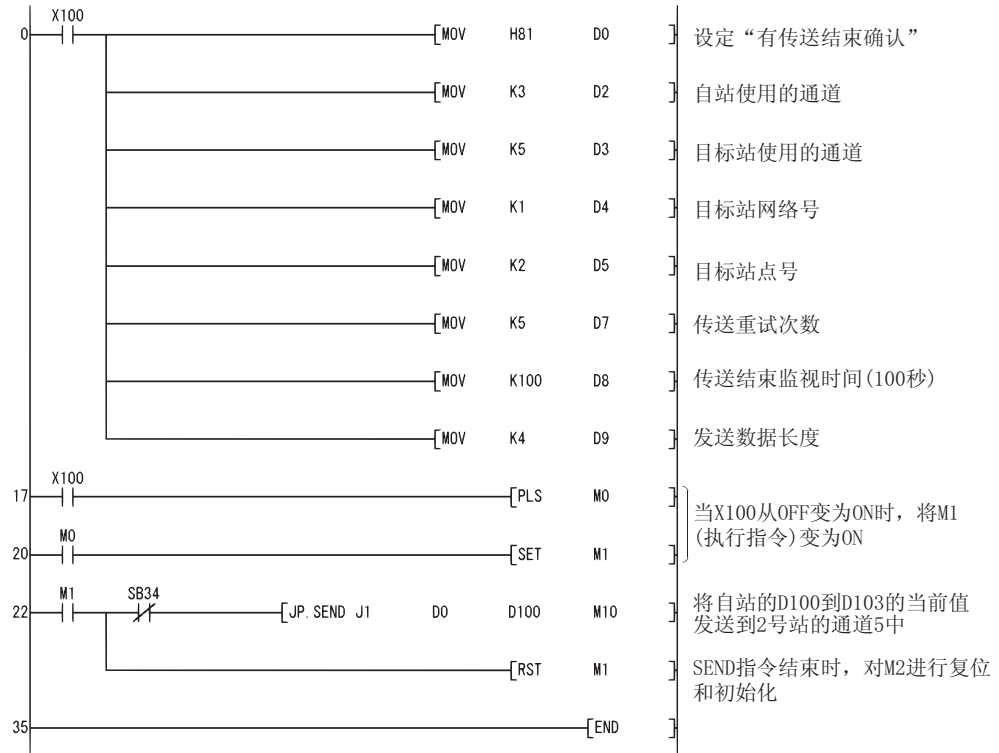 X100
0 [MOV H81 D0 ] 设定“有传送结束确认”
[MOV K3 D2 ] 自站使用的通道
[MOV K5 D3 ] 目标站使用的通道
[MOV K1 D4 ] 目标站网络号
[MOV K2 D5 ] 目标站点号
[MOV K5 D7 ] 传送重试次数
[MOV K100 D8 ] 传送结束监视时间(100秒)
[MOV K4 D9 ] 发送数据长度
X100
17 [PLS M0 ]
当X100从OFF变为ON时，将M1
(执行指令)变为ON
M0
20 [SET M1 ]
M1 SB34
22 [JP.SEND J1 D0 D100 M10 ]
将自站的D100到D103的当前值
发送到2号站的通道5中
[RST M1 ]
SEND指令结束时，对M2进行复位
和初始化
35 [END ]